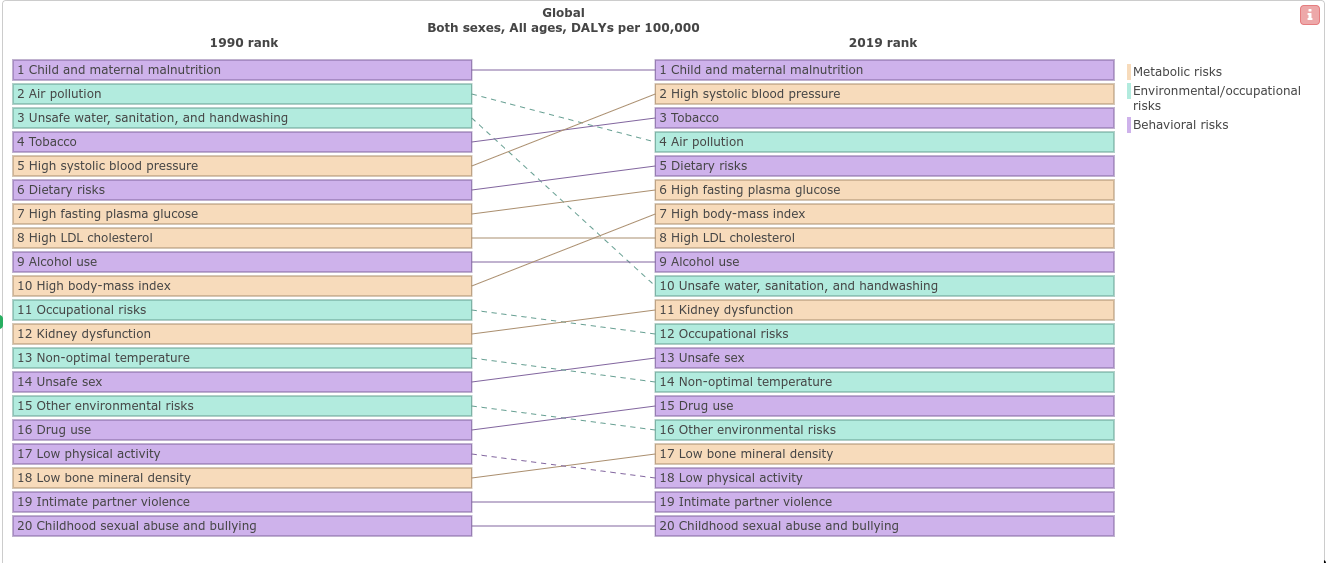 Global
Both sexes, All ages, DALYs per 100,000
1990 rank
2019 rank
1 Child and maternal malnutrition
2 Air pollution
3 Unsafe water, sanitation, and handwashing
4 Tobacco
5 High systolic blood pressure
6 Dietary risks
7 High fasting plasma glucose
8 High LDL cholesterol
9 Alcohol use
10 High body-mass index
11 Occupational risks
12 Kidney dysfunction
13 Non-optimal temperature
14 Unsafe sex
15 Other environmental risks
16 Drug use
17 Low physical activity
18 Low bone mineral density
19 Intimate partner violence
20 Childhood sexual abuse and bullying
1 Child and maternal malnutrition
2 High systolic blood pressure
3 Tobacco
4 Air pollution
5 Dietary risks
6 High fasting plasma glucose
7 High body-mass index
8 High LDL cholesterol
9 Alcohol use
10 Unsafe water, sanitation, and handwashing
11 Kidney dysfunction
12 Occupational risks
13 Unsafe sex
14 Non-optimal temperature
15 Drug use
16 Other environmental risks
17 Low bone mineral density
18 Low physical activity
19 Intimate partner violence
20 Childhood sexual abuse and bullying
Metabolic risks
Environmental/occupational
risks
Behavioral risks
i